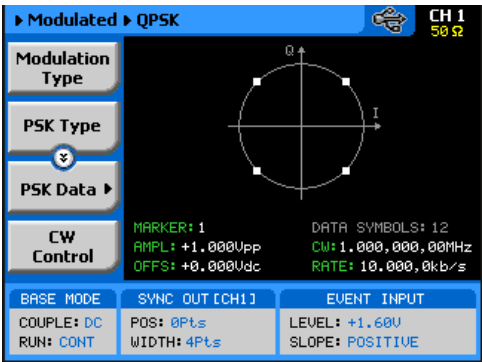 Modulated QPSK
CH 1
50 Ω
Modulation
Type
PSK Type
PSK Data
CW
Control
Q
I
MARKER: 1
DATA SYMBOLS: 12
AMPL: +1.000Vpp
CW: 1.000,000,00MHz
OFFS: +0.000Vdc
RATE: 10.000,0kb/s
BASE MODE
COUPLE: DC
RUN: CONT
SYNC OUT [CH1]
POS: 0Pts
WIDTH: 4Pts
EVENT INPUT
LEVEL: +1.60V
SLOPE: POSITIVE